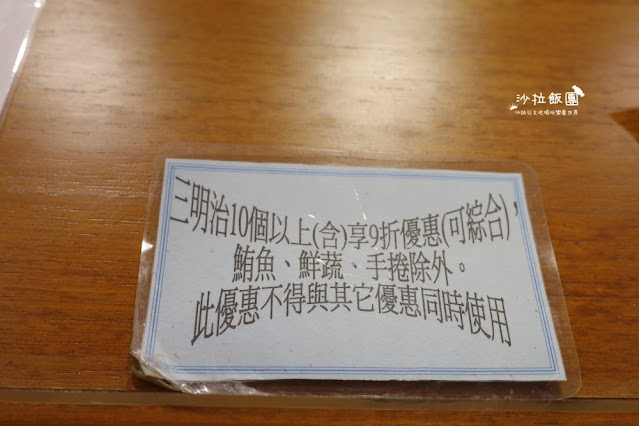 沙拉飯團
三明治10個以上(含)享9折優惠(可綜合)，
鮪魚、鮮蔬、手捲除外。
此優惠不得與其它優惠同時使用